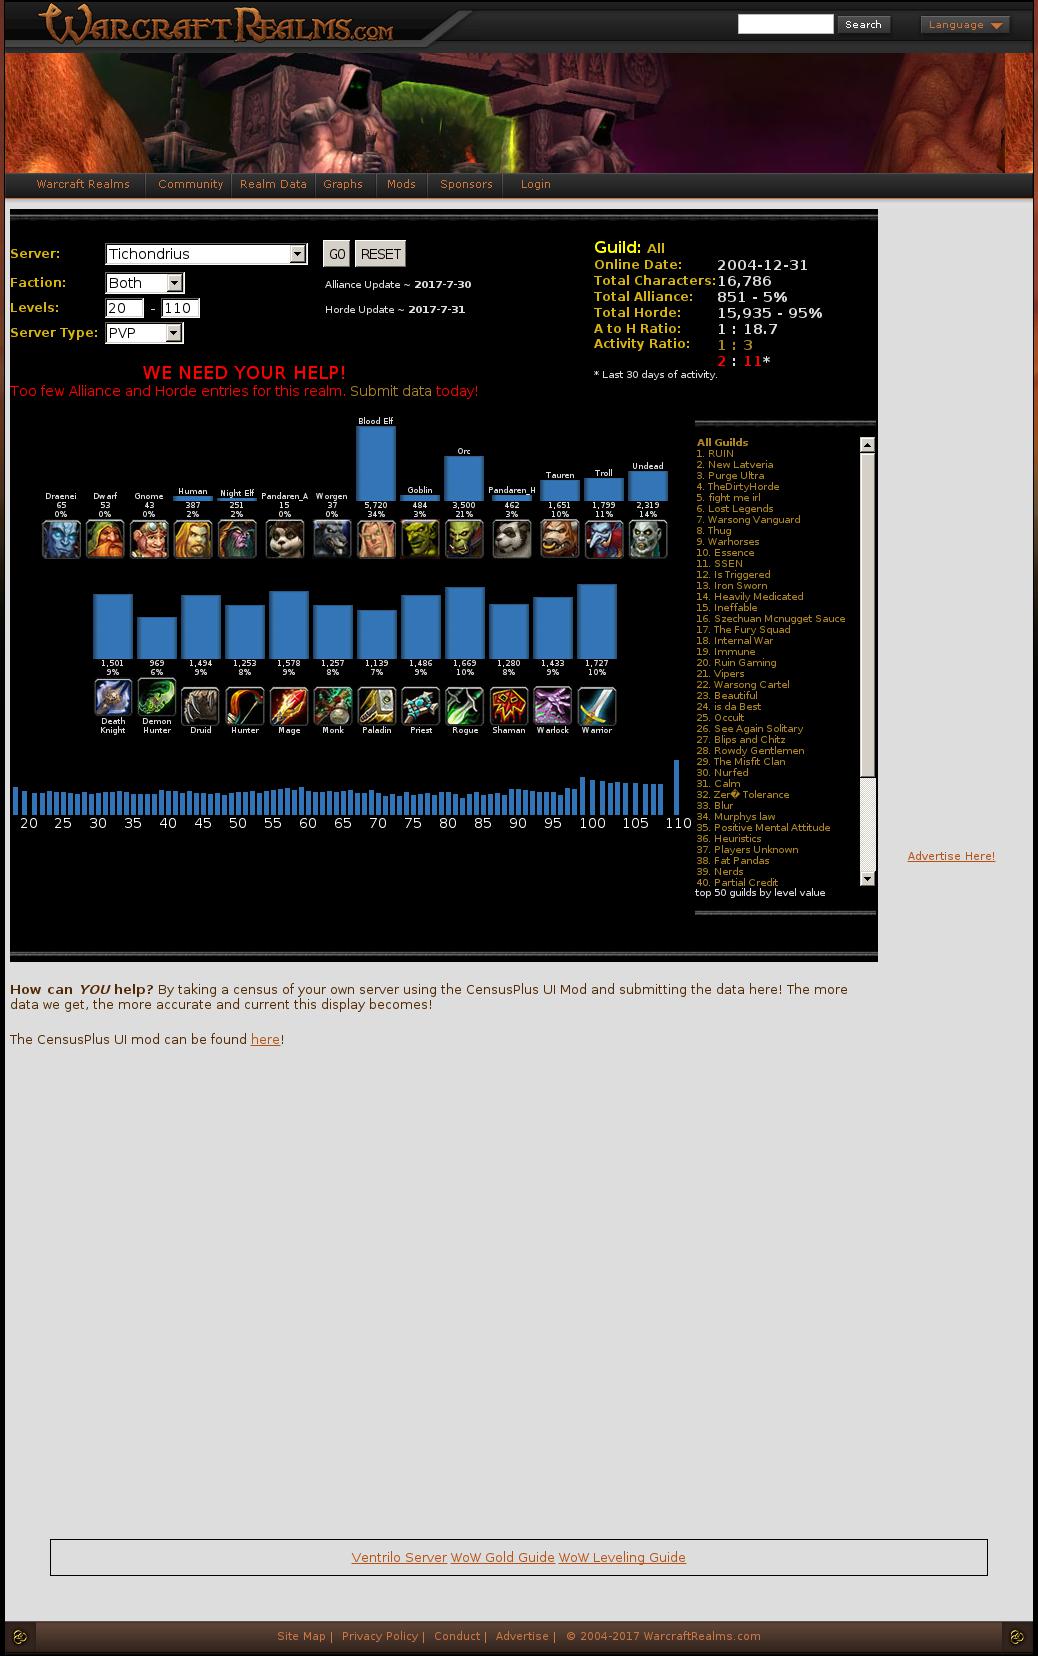 WarcraftRealms.com
Search
Language
Warcraft Realms Community Realm Data Graphs Mods Sponsors Login
Server: Tichondrius GO RESET
Faction: Both Alliance Update ~ 2017-7-30
Levels: 20 - 110 Horde Update ~ 2017-7-31
Server Type: PVP
Guild: All
Online Date: 2004-12-31
Total Characters: 16,786
Total Alliance: 851 - 5%
Total Horde: 15,935 - 95%
A to H Ratio: 1 : 18.7
Activity Ratio: 1 : 3
2 : 11*
* Last 30 days of activity.
WE NEED YOUR HELP!
Too few Alliance and Horde entries for this realm. Submit data today!
Draenei Dwarf Gnome Human Night Elf Pandaren_A Worgen Blood Elf Goblin Orc Pandaren_H Tauren Troll Undead
65 53 43 387 251 15 37 5,720 484 3,500 462 1,651 1,799 2,319
0% 0% 0% 2% 2% 0% 0% 34% 3% 21% 3% 10% 11% 14%
1,501 969 1,494 1,253 1,578 1,257 1,139 1,486 1,669 1,280 1,433 1,727
9% 6% 9% 8% 9% 8% 7% 9% 10% 8% 9% 10%
Death Knight Demon Hunter Druid Hunter Mage Monk Paladin Priest Rogue Shaman Warlock Warrior
20 25 30 35 40 45 50 55 60 65 70 75 80 85 90 95 100 105 110
All Guilds
1. RUIN
2. New Latveria
3. Purge Ultra
4. TheDirtyHorde
5. fight me irl
6. Lost Legends
7. Warsong Vanguard
8. Thug
9. Warhorses
10. Essence
11. SSEN
12. Is Triggered
13. Iron Sworn
14. Heavily Medicated
15. Ineffable
16. Szechuan Mcnugget Sauce
17. The Fury Squad
18. Internal War
19. Immune
20. Ruin Gaming
21. Vipers
22. Warsong Cartel
23. Beautiful
24. is da Best
25. Occult
26. See Again Solitary
27. Blips and Chitz
28. Rowdy Gentlemen
29. The Misfit Clan
30. Nurfed
31. Calm
32. Zer� Tolerance
33. Blur
34. Murphys law
35. Positive Mental Attitude
36. Heuristics
37. Players Unknown
38. Fat Pandas
39. Nerds
40. Partial Credit
top 50 guilds by level value
Advertise Here!
How can YOU help? By taking a census of your own server using the CensusPlus UI Mod and submitting the data here! The more
data we get, the more accurate and current this display becomes!
The CensusPlus UI mod can be found here!
Ventrilo Server WoW Gold Guide WoW Leveling Guide
Site Map | Privacy Policy | Conduct | Advertise | © 2004-2017 WarcraftRealms.com